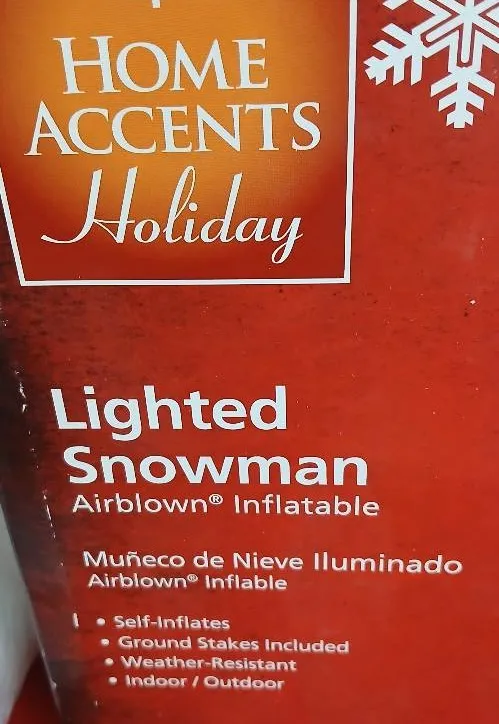 HOME
ACCENTS
Holiday
Lighted
Snowman
Airblown® Inflatable
Muñeco de Nieve Iluminado
Airblown® Inflable
• Self-Inflates
• Ground Stakes Included
• Weather-Resistant
• Indoor / Outdoor